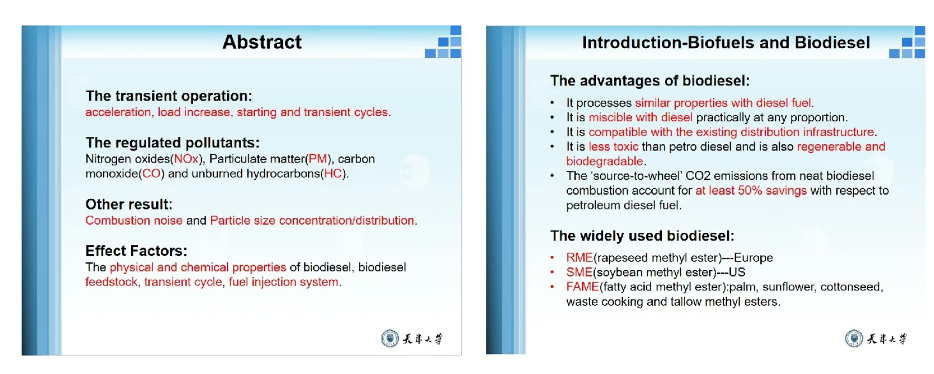 Abstract
The transient operation:
acceleration, load increase, starting and transient cycles.
The regulated pollutants:
Nitrogen oxides(NOx), Particulate matter(PM), carbon
monoxide(CO) and unburned hydrocarbons(HC).
Other result:
Combustion noise and Particle size concentration/distribution.
Effect Factors:
The physical and chemical properties of biodiesel, biodiesel
feedstock, transient cycle, fuel injection system.
天津大学
Introduction-Biofuels and Biodiesel
The advantages of biodiesel:
• It processes similar properties with diesel fuel.
• It is miscible with diesel practically at any proportion.
• It is compatible with the existing distribution infrastructure.
• It is less toxic than petro diesel and is also regenerable and
biodegradable.
• The ‘source-to-wheel’ CO2 emissions from neat biodiesel
combustion account for at least 50% savings with respect to
petroleum diesel fuel.
The widely used biodiesel:
• RME(rapeseed methyl ester)---Europe
• SME(soybean methyl ester)---US
• FAME(fatty acid methyl ester):palm, sunflower, cottonseed,
waste cooking and tallow methyl esters.
天津大学